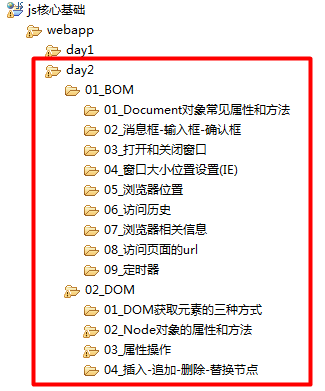 js核心基础
webapp
day1
day2
01_BOM
01_Document对象常见属性和方法
02_消息框-输入框-确认框
03_打开和关闭窗口
04_窗口大小位置设置(IE)
05_浏览器位置
06_访问历史
07_浏览器相关信息
08_访问页面的url
09_定时器
02_DOM
01_DOM获取元素的三种方式
02_Node对象的属性和方法
03_属性操作
04_插入-追加-删除-替换节点